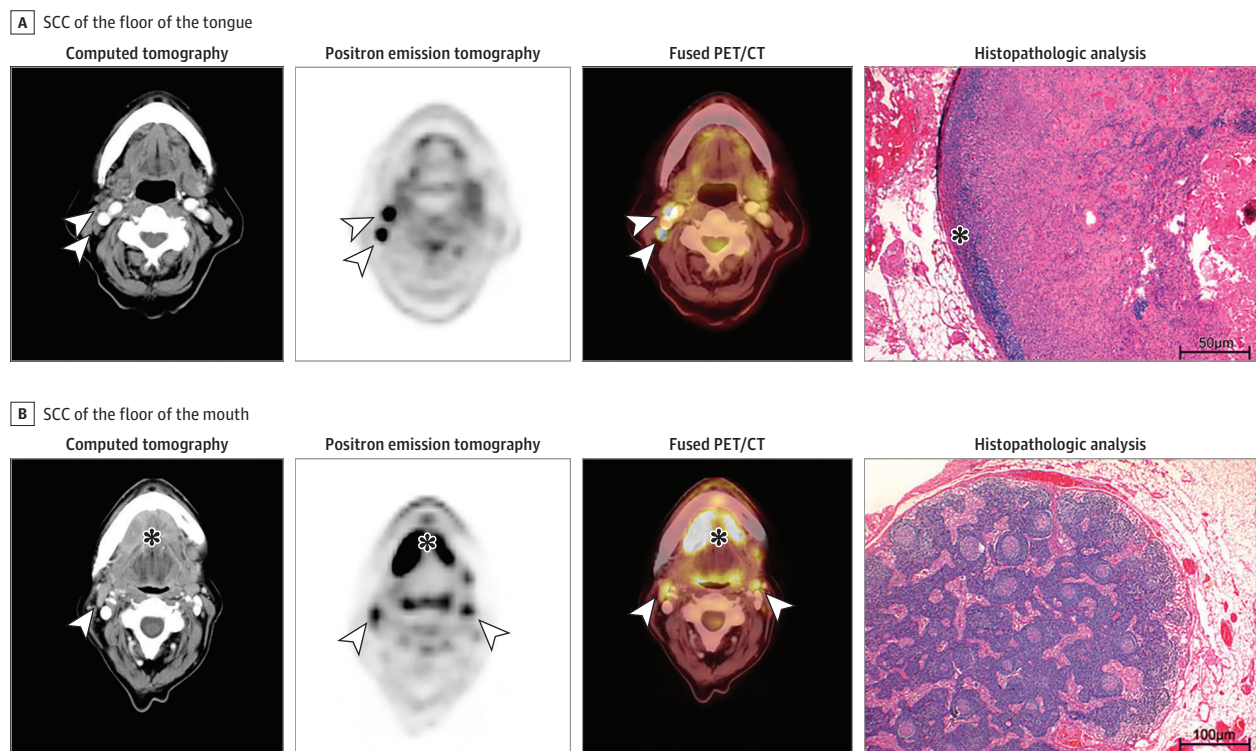 A SCC of the floor of the tongue
Computed tomography Positron emission tomography Fused PET/CT Histopathologic analysis
*
50μm
B SCC of the floor of the mouth
Computed tomography Positron emission tomography Fused PET/CT Histopathologic analysis
* * *
100μm